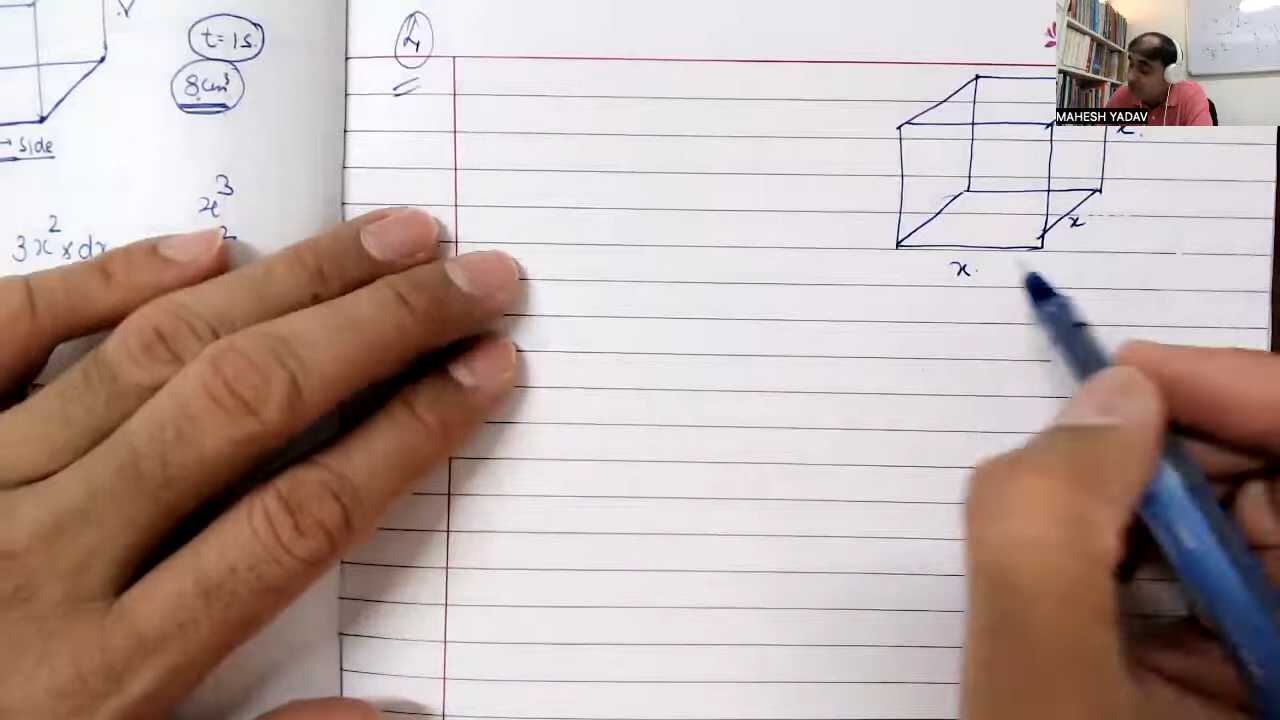 t=1s.
8cm³
→ side
x³
3x² x dx
4
x.
x
x.
MAHESH YADAV